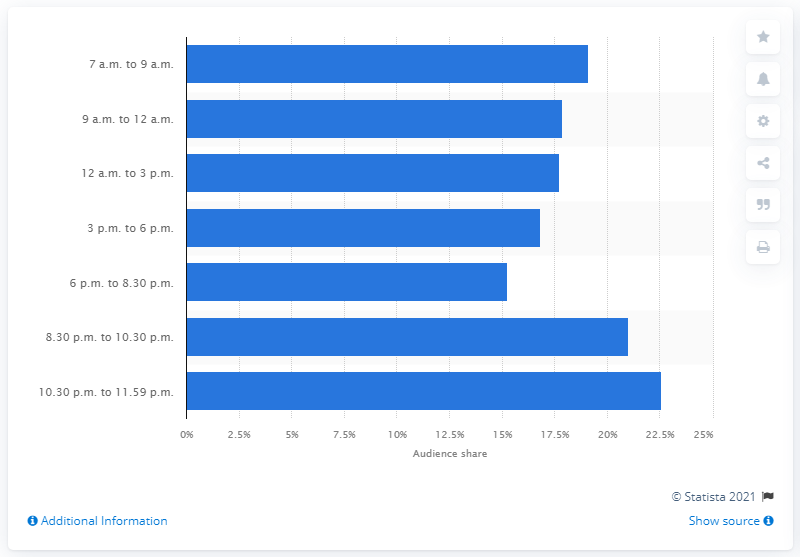 7 a.m. to 9 a.m.
9 a.m. to 12 a.m.
12 a.m. to 3 p.m.
3 p.m. to 6 p.m.
6 p.m. to 8.30 p.m.
8.30 p.m. to 10.30 p.m.
10.30 p.m. to 11.59 p.m.
0% 2.5% 5% 7.5% 10% 12.5% 15% 17.5% 20% 22.5% 25%
Audience share
© Statista 2021
Additional Information Show source